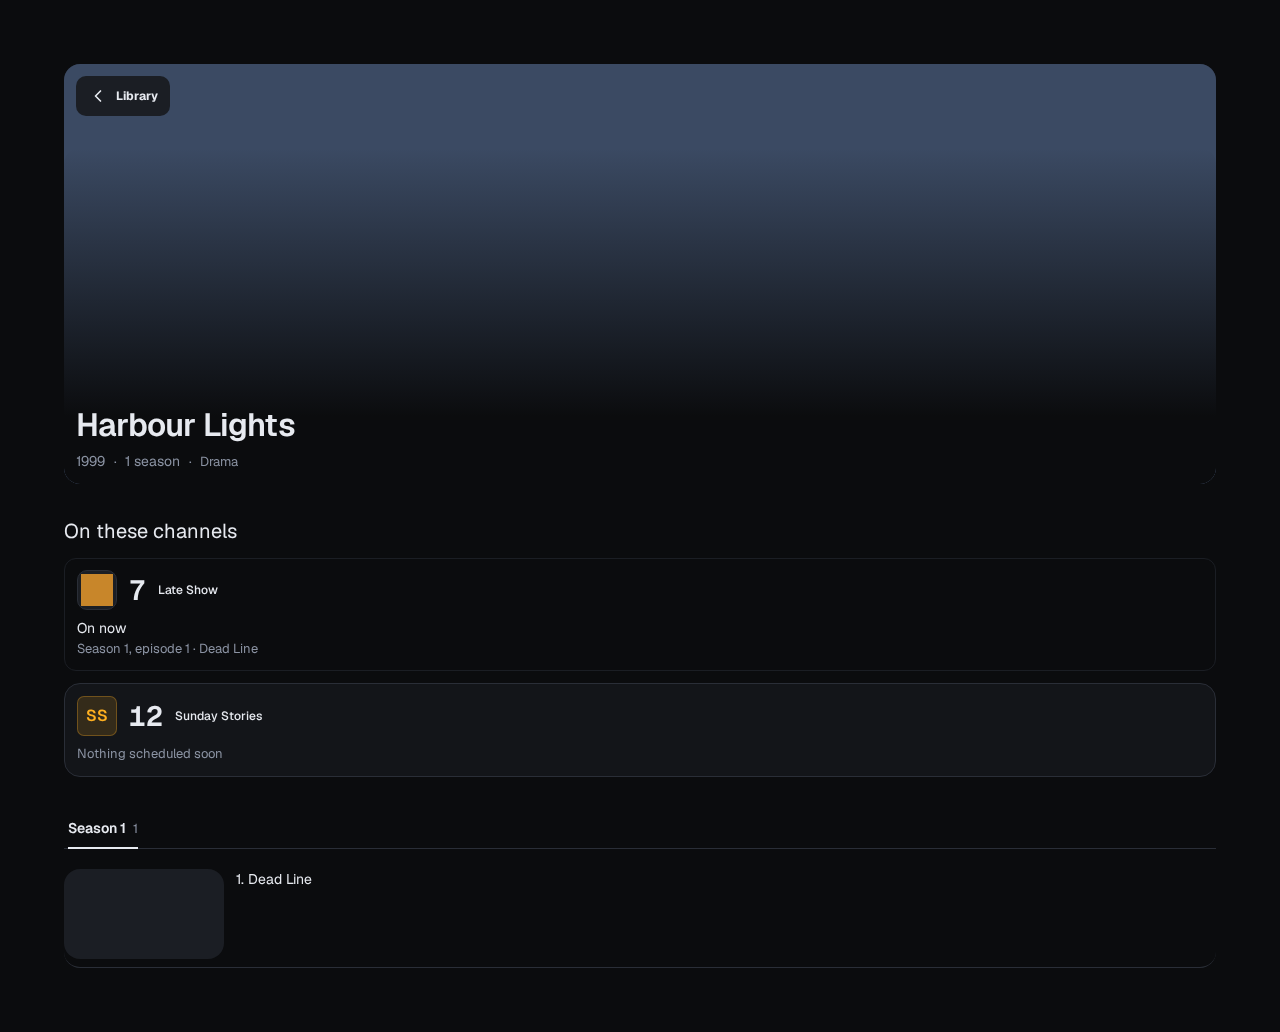 Library
Harbour Lights
1999 · 1 season · Drama
On these channels
7 Late Show
On now
Season 1, episode 1 · Dead Line
SS 12 Sunday Stories
Nothing scheduled soon
Season 1 1
1. Dead Line